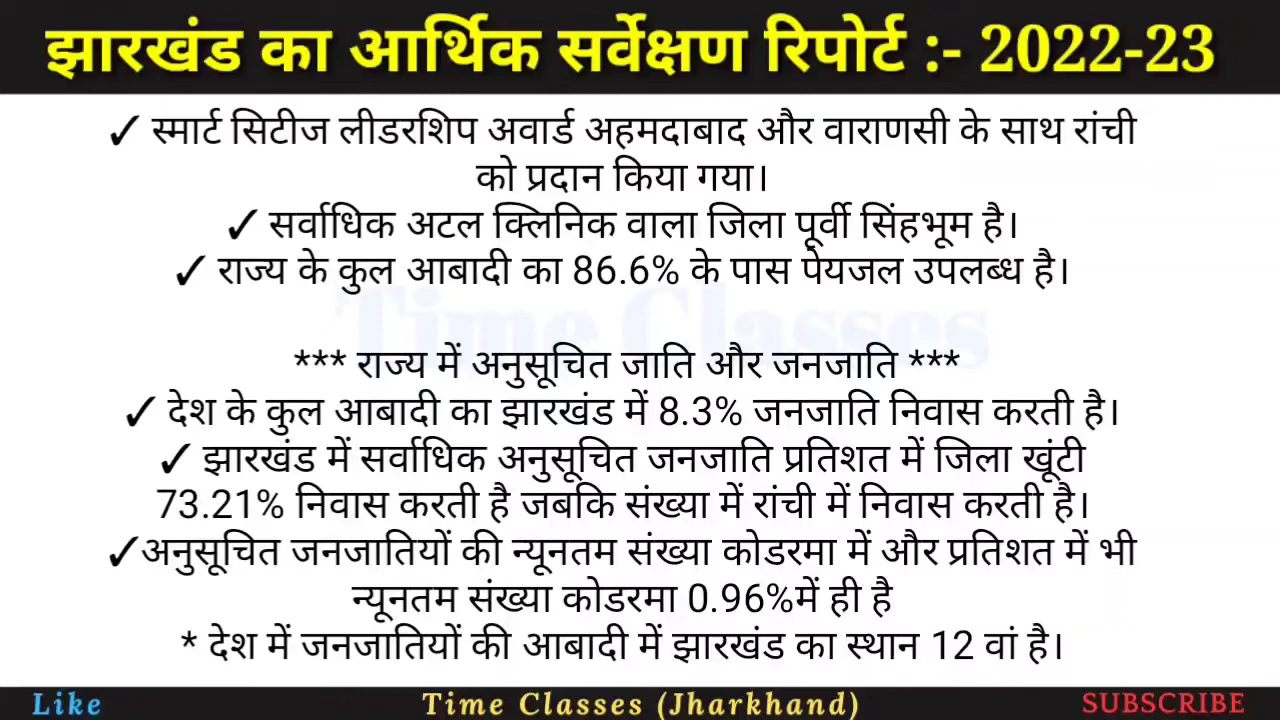 झारखंड का आर्थिक सर्वेक्षण रिपोर्ट :- 2022-23
✓ स्मार्ट सिटीज लीडरशिप अवार्ड अहमदाबाद और वाराणसी के साथ रांची
को प्रदान किया गया।
✓ सर्वाधिक अटल क्लिनिक वाला जिला पूर्वी सिंहभूम है।
✓ राज्य के कुल आबादी का 86.6% के पास पेयजल उपलब्ध है।
Time Classes
*** राज्य में अनुसूचित जाति और जनजाति ***
✓ देश के कुल आबादी का झारखंड में 8.3% जनजाति निवास करती है।
✓ झारखंड में सर्वाधिक अनुसूचित जनजाति प्रतिशत में जिला खूंटी
73.21% निवास करती है जबकि संख्या में रांची में निवास करती है।
✓अनुसूचित जनजातियों की न्यूनतम संख्या कोडरमा में और प्रतिशत में भी
न्यूनतम संख्या कोडरमा 0.96%में ही है
* देश में जनजातियों की आबादी में झारखंड का स्थान 12 वां है।
Like Time Classes (Jharkhand) SUBSCRIBE